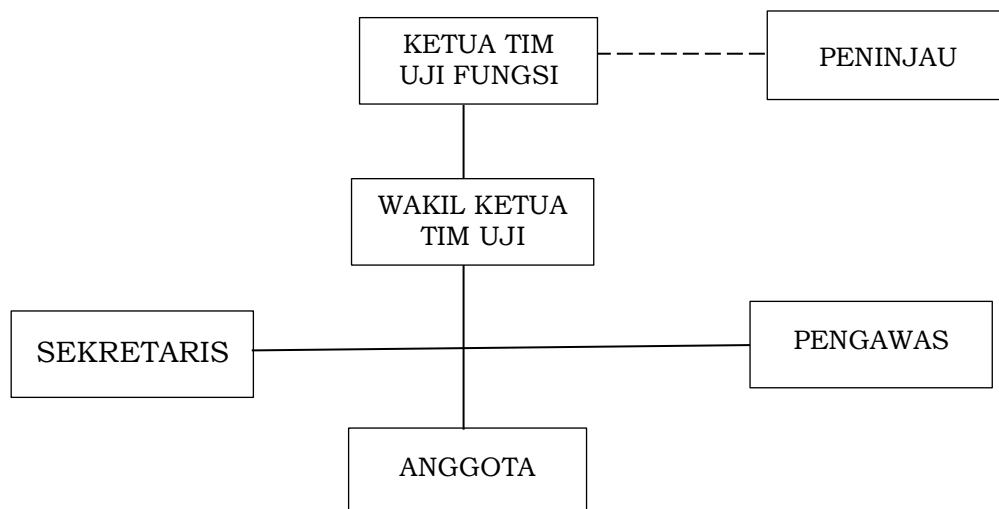 KETUA TIM
UJI FUNGSI
PENINJAU
WAKIL KETUA
TIM UJI
SEKRETARIS
PENGAWAS
ANGGOTA